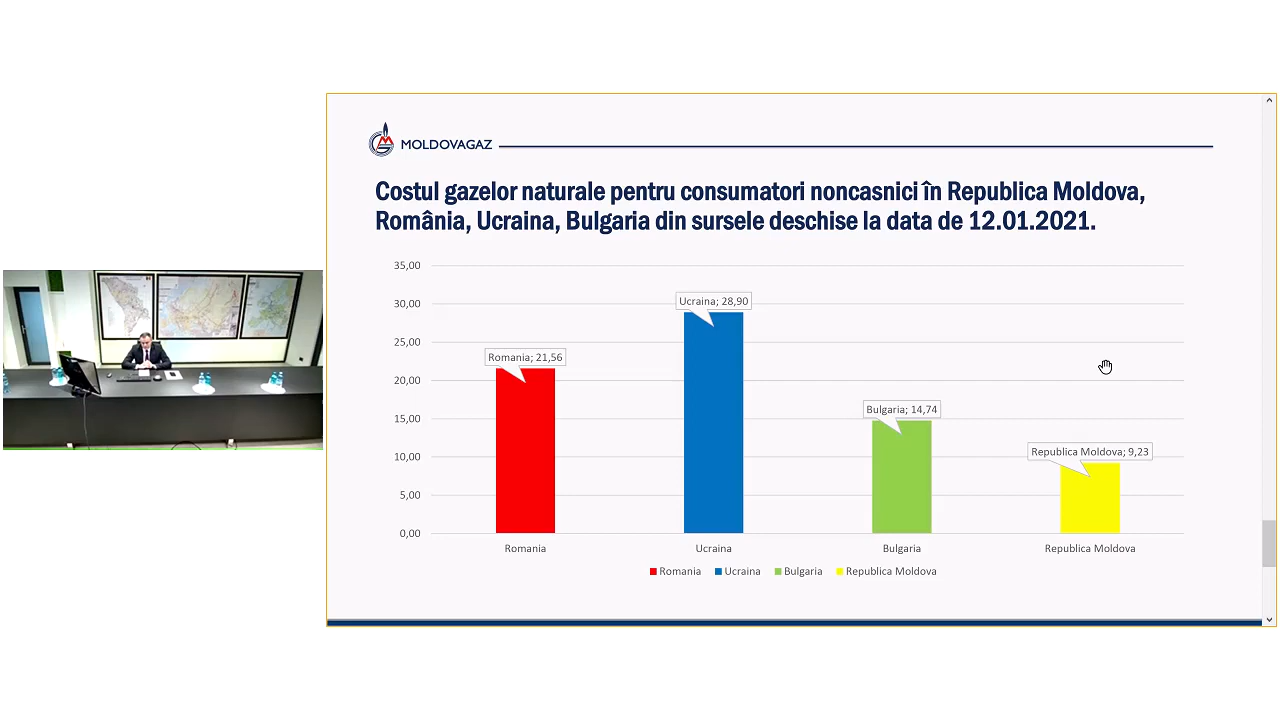 MOLDOVAGAZ
Costul gazelor naturale pentru consumatori noncasnici în Republica Moldova,
România, Ucraina, Bulgaria din sursele deschise la data de 12.01.2021.
35,00
30,00
25,00
20,00
15,00
10,00
5,00
0,00
Romania; 21,56
Ucraina; 28,90
Bulgaria; 14,74
Republica Moldova; 9,23
Romania
Ucraina
Bulgaria
Republica Moldova
Romania Ucraina Bulgaria Republica Moldova